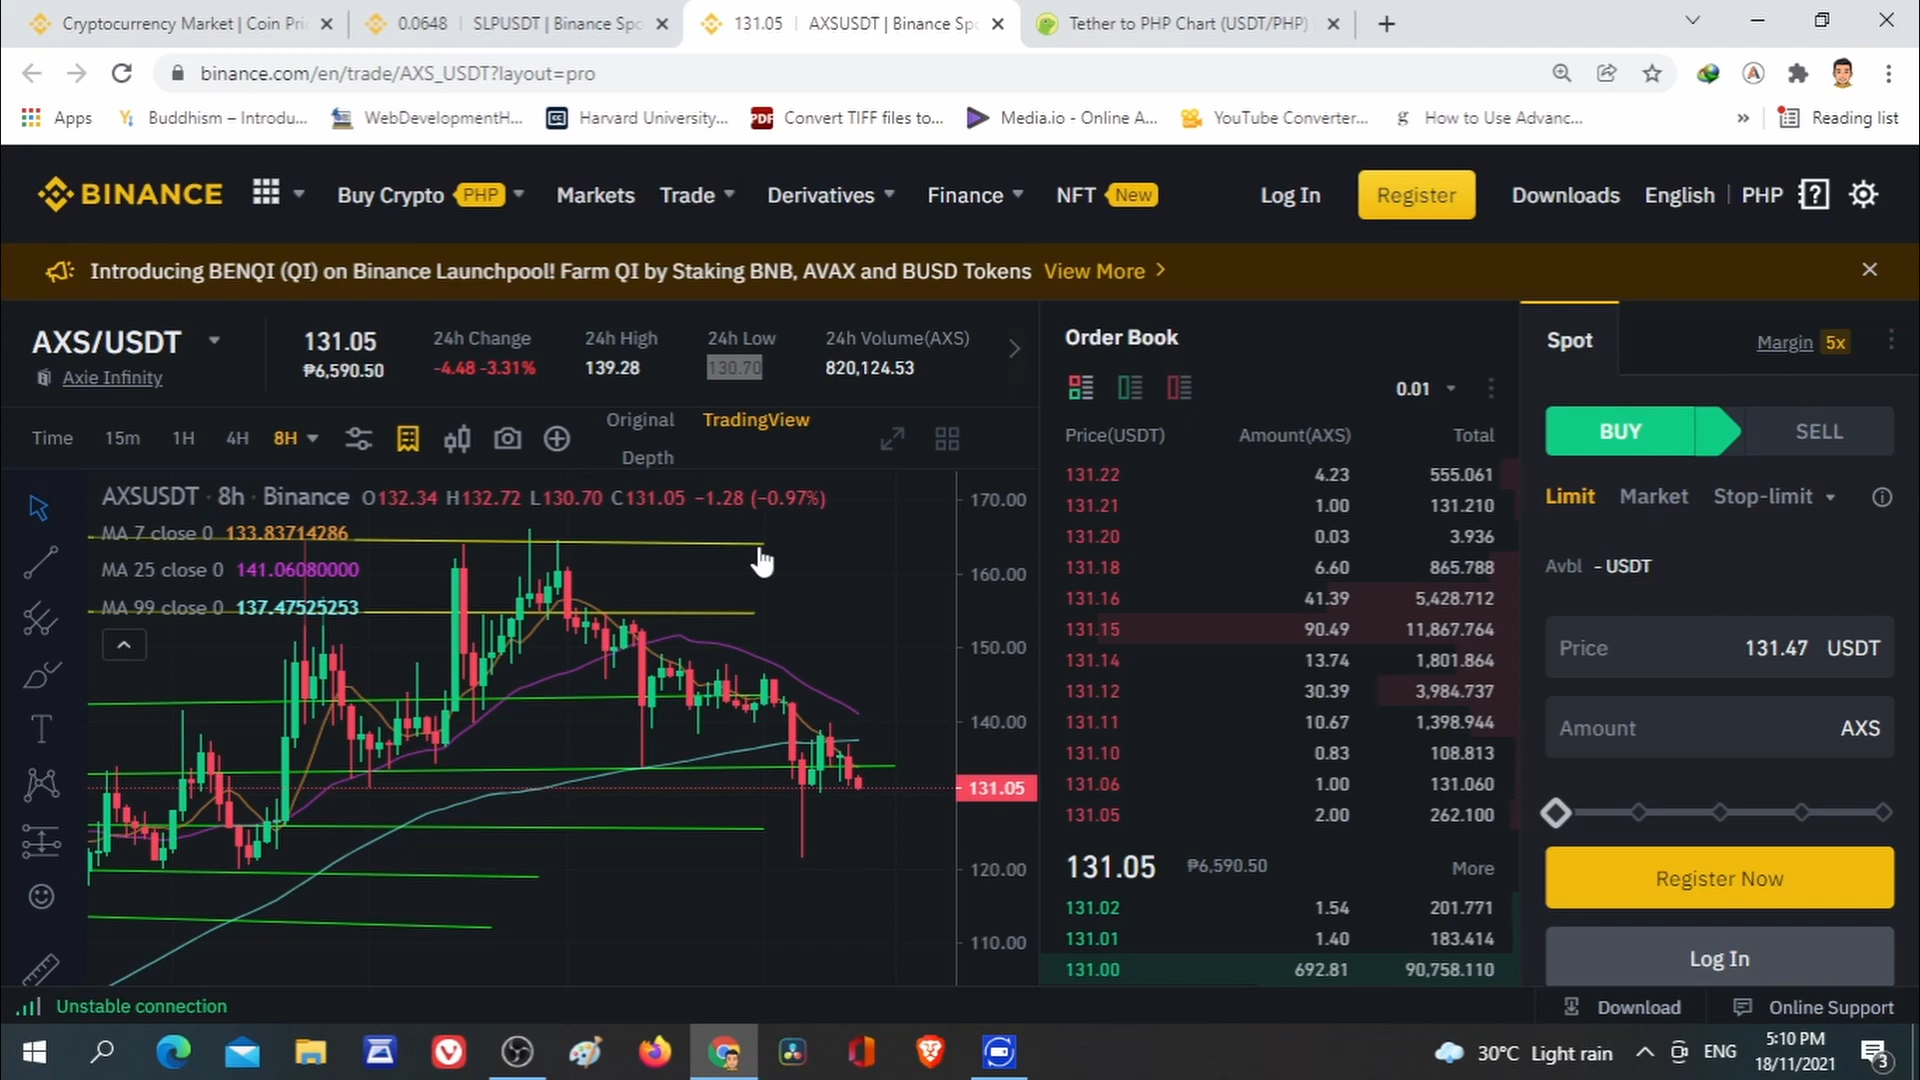 Cryptocurrency Market | Coin Pri
0.0648 | SLPUSDT | Binance Spo
131.05 | AXSUSDT | Binance Spo
Tether to PHP Chart (USDT/PHP)
binance.com/en/trade/AXS_USDT?layout=pro
Apps
Buddhism – Introdu...
WebDevelopmentH...
Harvard University...
PDF Convert TIFF files to...
Media.io - Online A...
YouTube Converter...
How to Use Advanc...
»
Reading list
BINANCE
Buy Crypto PHP
Markets
Trade
Derivatives
Finance
NFT New
Log In
Register
Downloads
English | PHP
Introducing BENQI (QI) on Binance Launchpool! Farm QI by Staking BNB, AVAX and BUSD Tokens View More
AXS/USDT
Axie Infinity
131.05
₱6,590.50
24h Change
-4.48 -3.31%
24h High
139.28
24h Low
130.70
24h Volume(AXS)
820,124.53
Time 15m 1H 4H 8H
Original TradingView
Depth
AXSUSDT · 8h · Binance O132.34 H132.72 L130.70 C131.05 −1.28 (−0.97%)
MA 7 close 0 133.83714286
MA 25 close 0 141.06080000
MA 99 close 0 137.47525253
170.00
160.00
150.00
140.00
131.05
120.00
110.00
Order Book
0.01
Price(USDT) Amount(AXS) Total
131.22 4.23 555.061
131.21 1.00 131.210
131.20 0.03 3.936
131.18 6.60 865.788
131.16 41.39 5,428.712
131.15 90.49 11,867.764
131.14 13.74 1,801.864
131.12 30.39 3,984.737
131.11 10.67 1,398.944
131.10 0.83 108.813
131.06 1.00 131.060
131.05 2.00 262.100
131.05 ₱6,590.50 More
131.02 1.54 201.771
131.01 1.40 183.414
131.00 692.81 90,758.110
Spot
Margin 5x
BUY SELL
Limit Market Stop-limit
Avbl - USDT
Price 131.47 USDT
Amount AXS
Register Now
Log In
Unstable connection
Download
Online Support
30°C Light rain
ENG
5:10 PM
18/11/2021
3